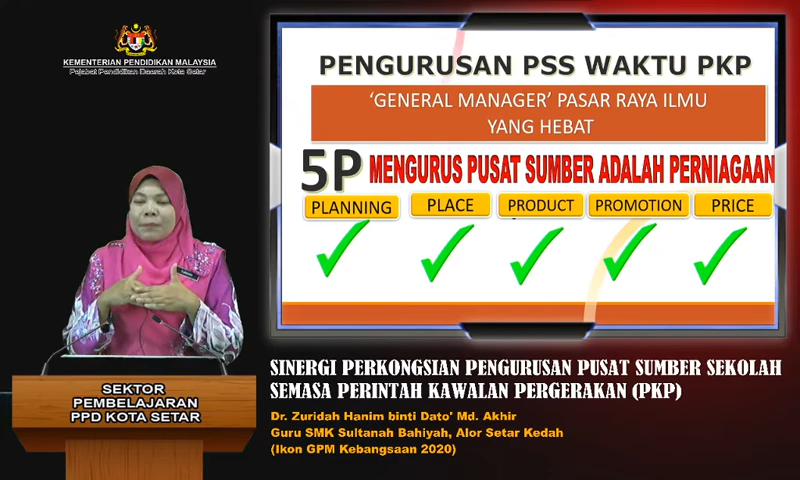 KEMENTERIAN PENDIDIKAN MALAYSIA
Pejabat Pendidikan Daerah Kota Setar
PENGURUSAN PSS WAKTU PKP
'GENERAL MANAGER' PASAR RAYA ILMU
YANG HEBAT
5P MENGURUS PUSAT SUMBER ADALAH PERNIAGAAN
PLANNING PLACE PRODUCT PROMOTION PRICE
SEKTOR
PEMBELAJARAN
PPD KOTA SETAR
SINERGI PERKONGSIAN PENGURUSAN PUSAT SUMBER SEKOLAH
SEMASA PERINTAH KAWALAN PERGERAKAN (PKP)
Dr. Zuridah Hanim binti Dato' Md. Akhir
Guru SMK Sultanah Bahiyah, Alor Setar Kedah
(Ikon GPM Kebangsaan 2020)